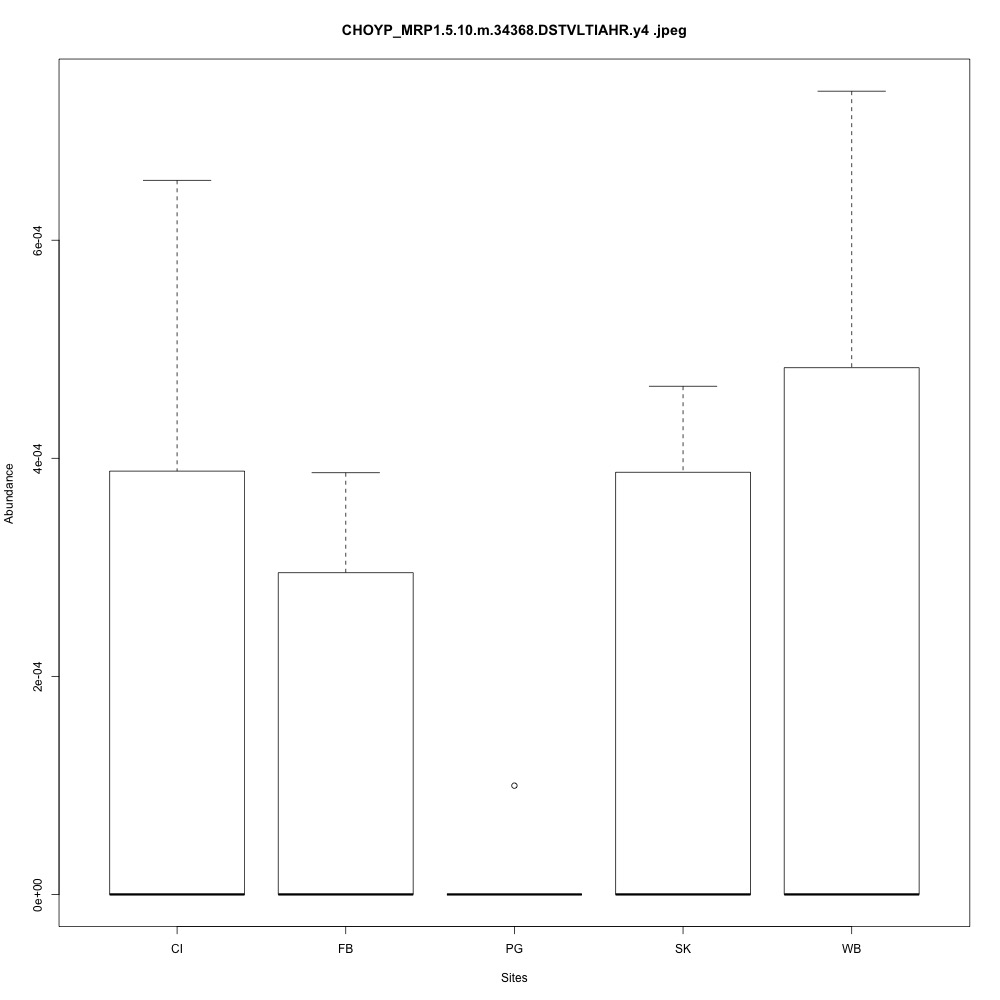 CHOYP_MRP1.5.10.m.34368.DSTVLTIAHR.y4 .jpeg
6e-04
4e-04
2e-04
0e+00
Abundance
CI FB PG SK WB
Sites